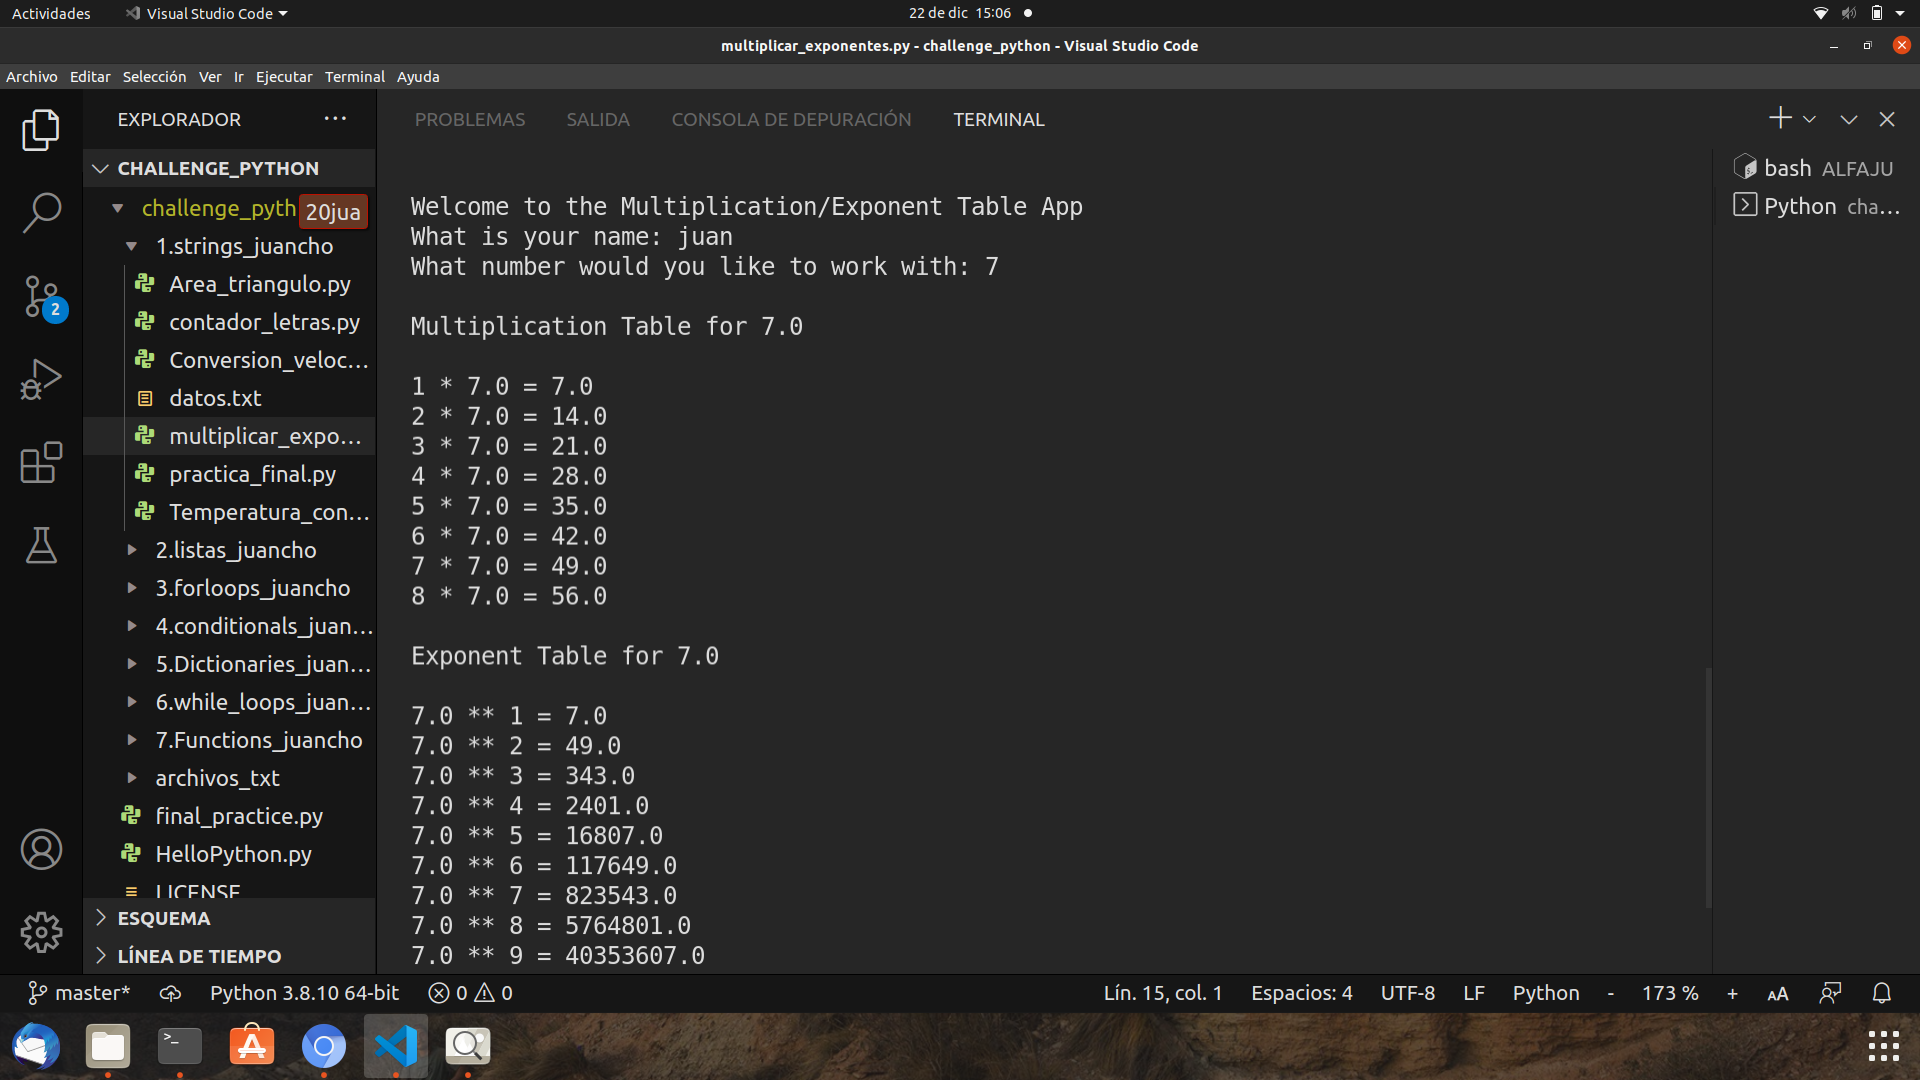 Actividades
Visual Studio Code
22 de dic 15:06
multiplicar_exponentes.py - challenge_python - Visual Studio Code
Archivo Editar Selección Ver Ir Ejecutar Terminal Ayuda
EXPLORADOR ...
PROBLEMAS SALIDA CONSOLA DE DEPURACIÓN TERMINAL
CHALLENGE_PYTHON
challenge_pyth 20jua
1.strings_juancho
Area_triangulo.py
contador_letras.py
Conversion_veloc...
datos.txt
multiplicar_expo...
practica_final.py
Temperatura_con...
2.listas_juancho
3.forloops_juancho
4.conditionals_juan...
5.Dictionaries_juan...
6.while_loops_juan...
7.Functions_juancho
archivos_txt
final_practice.py
HelloPython.py
LICENSE
ESQUEMA
LÍNEA DE TIEMPO
2
Welcome to the Multiplication/Exponent Table App
What is your name: juan
What number would you like to work with: 7
Multiplication Table for 7.0
1 * 7.0 = 7.0
2 * 7.0 = 14.0
3 * 7.0 = 21.0
4 * 7.0 = 28.0
5 * 7.0 = 35.0
6 * 7.0 = 42.0
7 * 7.0 = 49.0
8 * 7.0 = 56.0
Exponent Table for 7.0
7.0 ** 1 = 7.0
7.0 ** 2 = 49.0
7.0 ** 3 = 343.0
7.0 ** 4 = 2401.0
7.0 ** 5 = 16807.0
7.0 ** 6 = 117649.0
7.0 ** 7 = 823543.0
7.0 ** 8 = 5764801.0
7.0 ** 9 = 40353607.0
bash ALFAJU
Python cha...
master* Python 3.8.10 64-bit 0 0 Lín. 15, col. 1 Espacios: 4 UTF-8 LF Python - 173 % + AA